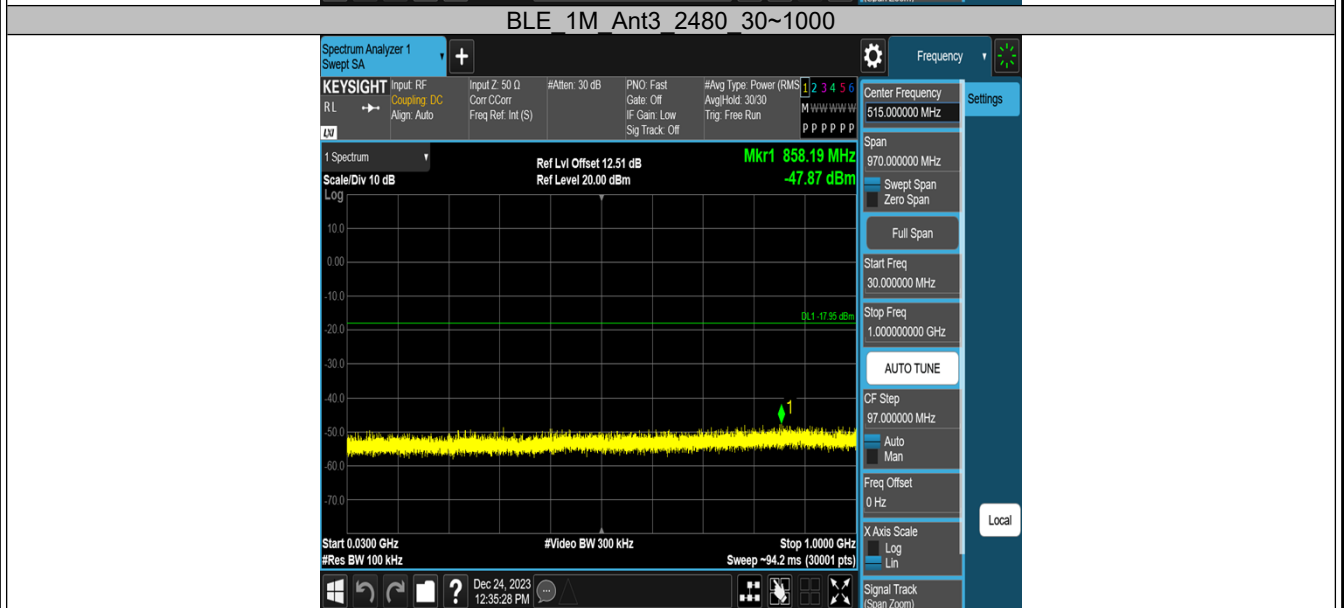 (Span Zoom)
BLE_1M_Ant3_2480_30~1000
Spectrum Analyzer 1
Swept SA
+
Frequency
KEYSIGHT
RL
LXI
Input: RF
Coupling: DC
Align: Auto
Input Z: 50 Ω
Corr CCorr
Freq Ref: Int (S)
#Atten: 30 dB
PNO: Fast
Gate: Off
IF Gain: Low
Sig Track: Off
#Avg Type: Power (RMS
Avg|Hold: 30/30
Trig: Free Run
1 2 3 4 5 6
M W W W W W
P P P P P P
1 Spectrum
Scale/Div 10 dB
Log
Ref Lvl Offset 12.51 dB
Ref Level 20.00 dBm
Mkr1 858.19 MHz
-47.87 dBm
10.0
0.00
-10.0
DL1 -17.95 dBm
-20.0
-30.0
-40.0
1
-50.0
-60.0
-70.0
Start 0.0300 GHz
#Res BW 100 kHz
#Video BW 300 kHz
Stop 1.0000 GHz
Sweep ~94.2 ms (30001 pts)
?
Dec 24, 2023
12:35:28 PM
Center Frequency
515.000000 MHz
Settings
Span
970.000000 MHz
Swept Span
Zero Span
Full Span
Start Freq
30.000000 MHz
Stop Freq
1.000000000 GHz
AUTO TUNE
CF Step
97.000000 MHz
Auto
Man
Freq Offset
0 Hz
Local
X Axis Scale
Log
Lin
Signal Track
(Span Zoom)